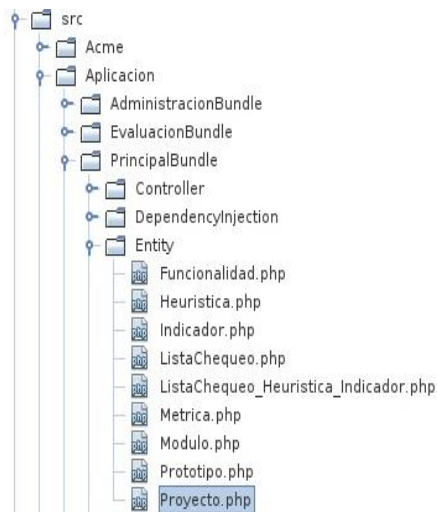 src
Acme
Aplicacion
AdministracionBundle
EvaluacionBundle
PrincipalBundle
Controller
DependencyInjection
Entity
Funcionalidad.php
Heuristica.php
Indicador.php
ListaChequeo.php
ListaChequeo_Heuristica_Indicador.php
Metrica.php
Modulo.php
Prototipo.php
Proyecto.php